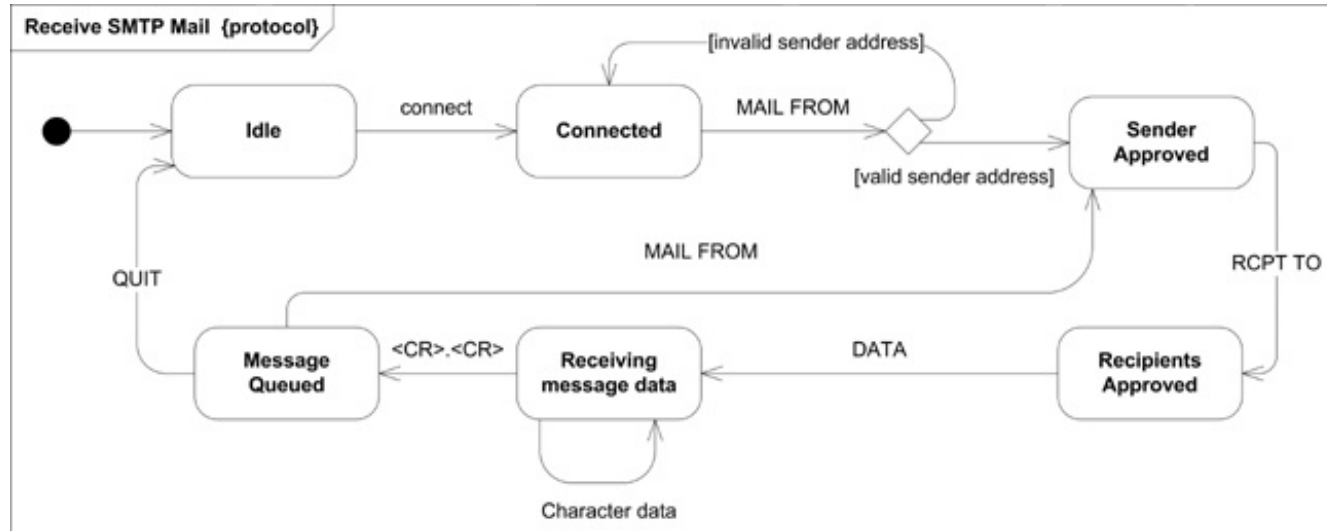 Receive SMTP Mail {protocol}
[invalid sender address]
Idle
connect
Connected
MAIL FROM
Sender
Approved
[valid sender address]
MAIL FROM
QUIT
RCPT TO
Message
Queued
<CR>.<CR>
Receiving
message data
DATA
Recipients
Approved
Character data